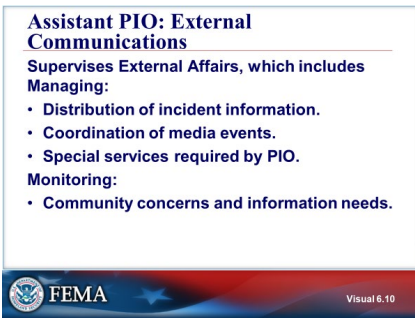 Assistant PIO: External
Communications
Supervises External Affairs, which includes
Managing:
• Distribution of incident information.
• Coordination of media events.
• Special services required by PIO.
Monitoring:
• Community concerns and information needs.
FEMA
Visual 6.10